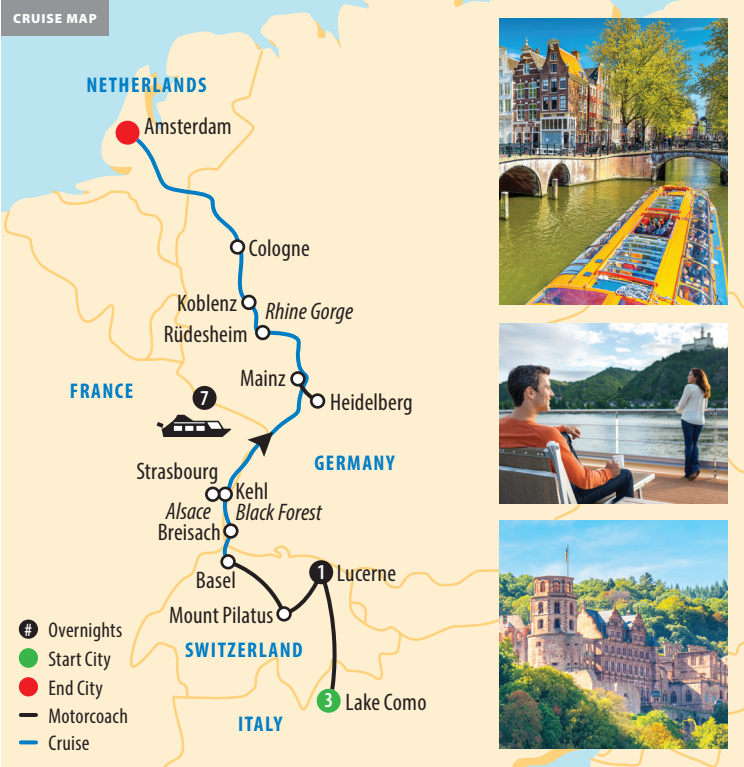 CRUISE MAP
NETHERLANDS
Amsterdam
Cologne
Koblenz
Rhine Gorge
Rüdesheim
Mainz
FRANCE
7
Heidelberg
GERMANY
Strasbourg
Kehl
Alsace
Black Forest
Breisach
Basel
1
Lucerne
Mount Pilatus
SWITZERLAND
3
Lake Como
ITALY
# Overnights
Start City
End City
Motorcoach
Cruise